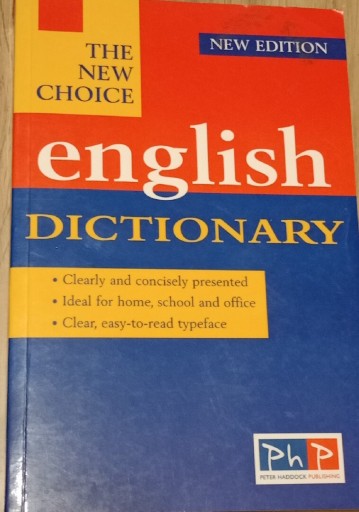 THE
NEW
CHOICE
NEW EDITION
english
DICTIONARY
• Clearly and concisely presented
• Ideal for home, school and office
• Clear, easy-to-read typeface
PhP
PETER HADDOCK PUBLISHING